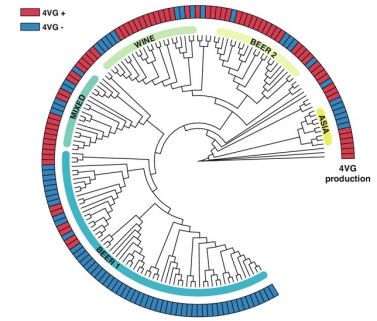 4VG +
4VG -
WINE
BEER 2
MIXED
ASIA
4VG
production
BEER 1